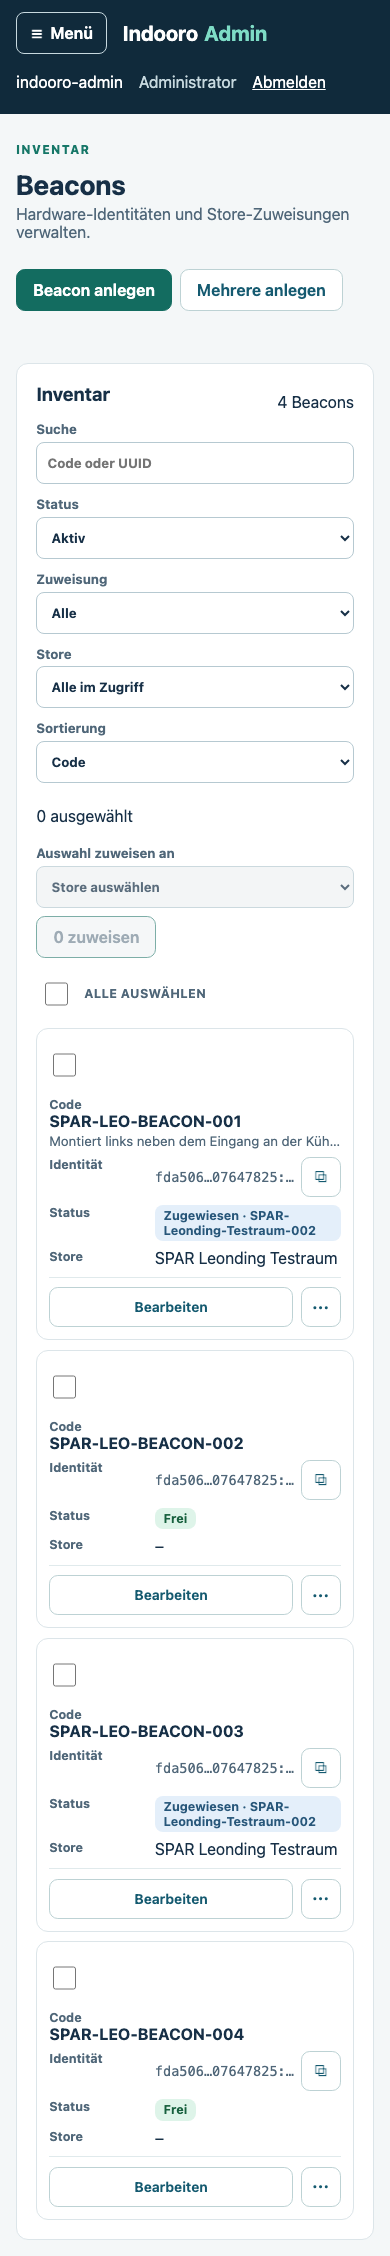 ≡ Menü
Indooro Admin
indooro-admin Administrator Abmelden
INVENTAR
Beacons
Hardware-Identitäten und Store-Zuweisungen
verwalten.
Beacon anlegen
Mehrere anlegen
Inventar
4 Beacons
Suche
Code oder UUID
Status
Aktiv
Zuweisung
Alle
Store
Alle im Zugriff
Sortierung
Code
0 ausgewählt
Auswahl zuweisen an
Store auswählen
0 zuweisen
ALLE AUSWÄHLEN
Code
SPAR-LEO-BEACON-001
Montiert links neben dem Eingang an der Küh…
Identität
fda506…07647825:…
Status
Zugewiesen · SPAR-
Leonding-Testraum-002
Store
SPAR Leonding Testraum
Bearbeiten
···
Code
SPAR-LEO-BEACON-002
Identität
fda506…07647825:…
Status
Frei
Store
–
Bearbeiten
···
Code
SPAR-LEO-BEACON-003
Identität
fda506…07647825:…
Status
Zugewiesen · SPAR-
Leonding-Testraum-002
Store
SPAR Leonding Testraum
Bearbeiten
···
Code
SPAR-LEO-BEACON-004
Identität
fda506…07647825:…
Status
Frei
Store
–
Bearbeiten
···